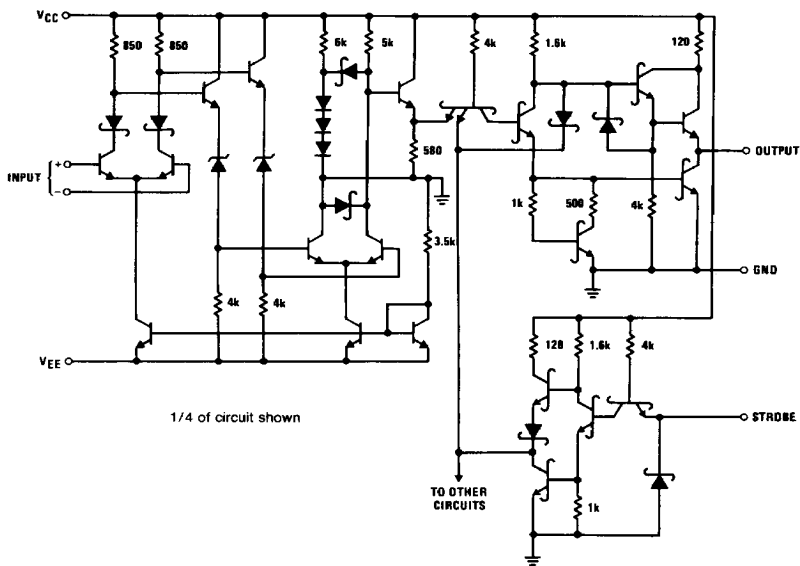 VCC
850
850
6k
5k
4k
1.6k
120
580
INPUT
+
−
OUTPUT
1k
500
4k
3.5k
GND
4k
4k
VEE
120
1.6k
4k
1/4 of circuit shown
STROBE
TO OTHER
CIRCUITS
1k